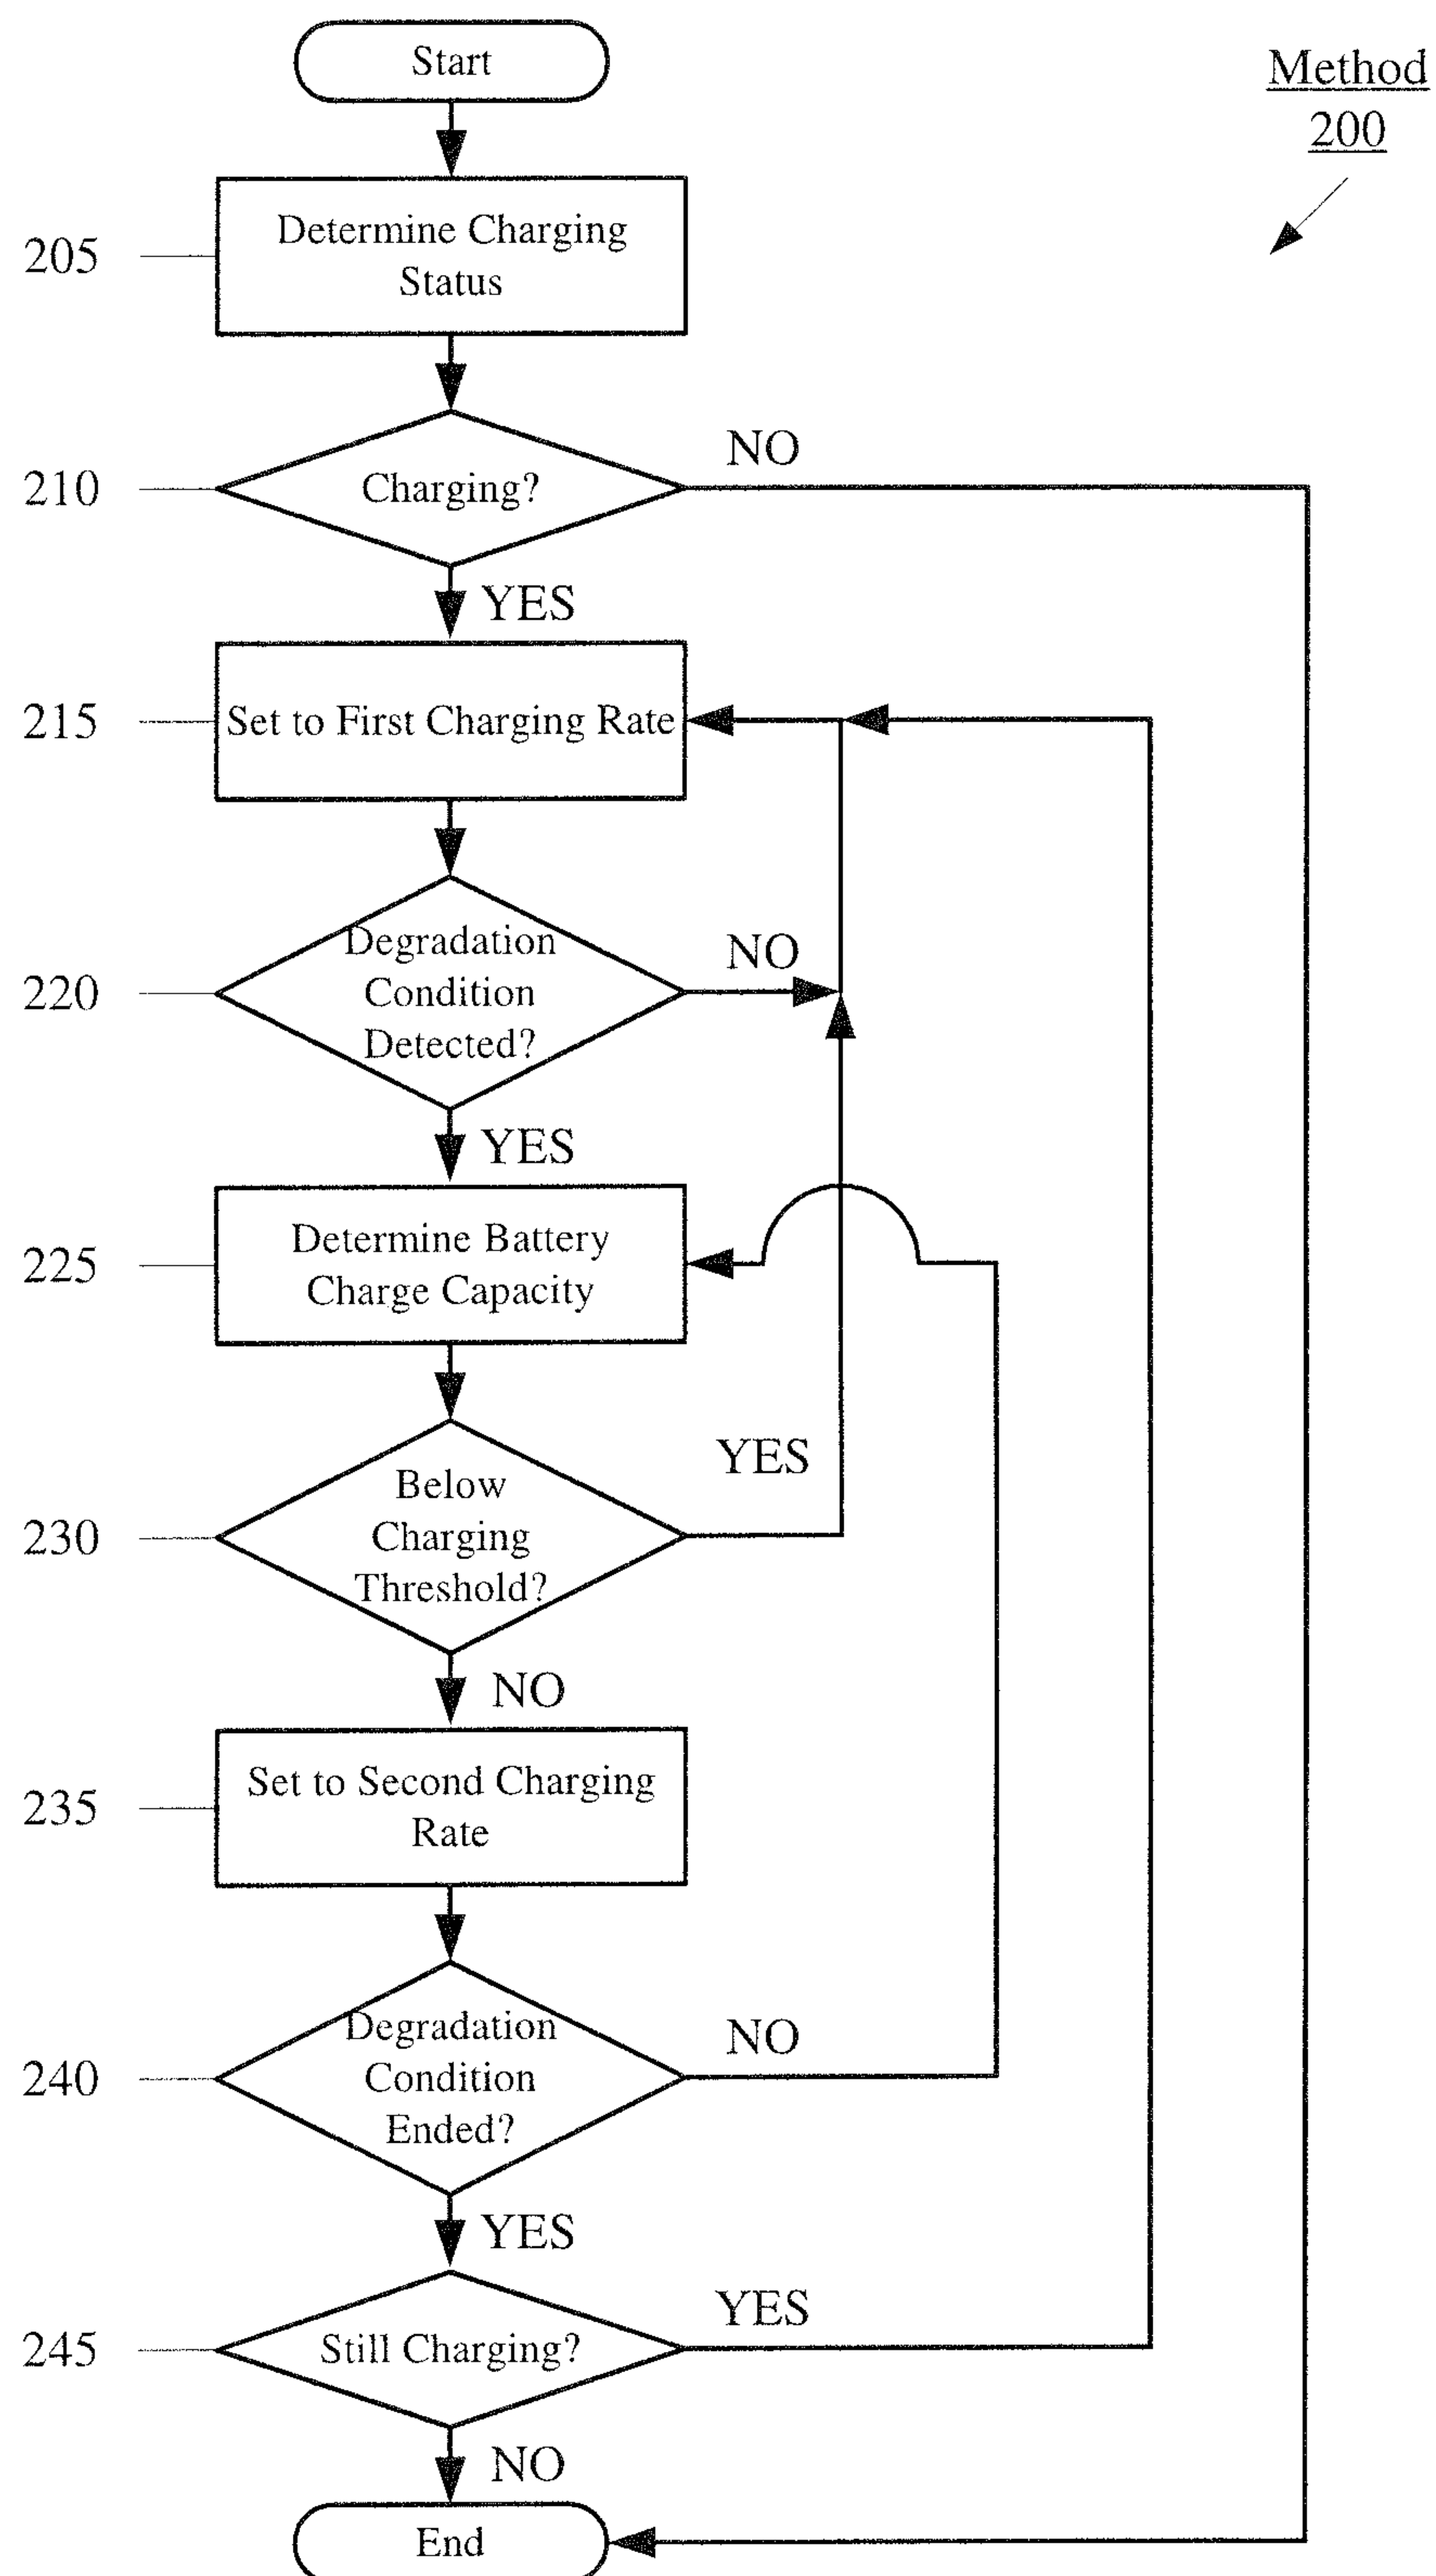 Start
Method
200
205
Determine Charging
Status
210
Charging?
NO
YES
215
Set to First Charging Rate
220
Degradation
Condition
Detected?
NO
YES
225
Determine Battery
Charge Capacity
230
Below
Charging
Threshold?
YES
NO
235
Set to Second Charging
Rate
240
Degradation
Condition
Ended?
NO
YES
245
Still Charging?
YES
NO
End